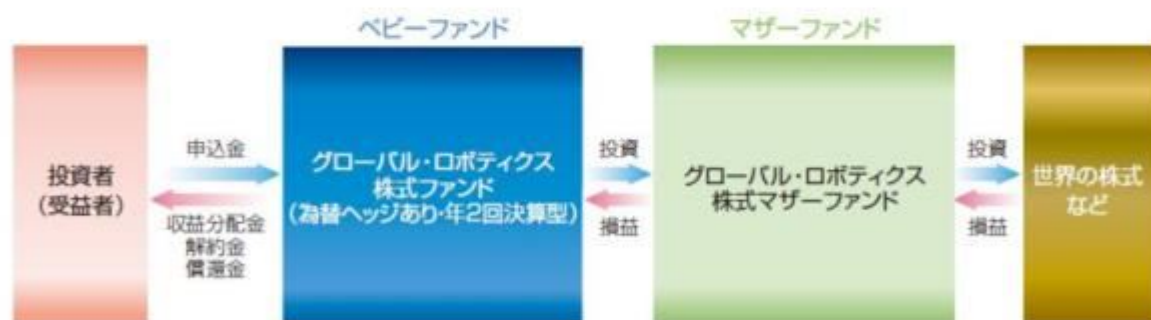 ベビーファンド
マザーファンド
投資者
(受益者)
申込金
収益分配金
解約金
償還金
グローバル・ロボティクス
株式ファンド
(為替ヘッジあり・年2回決算型)
投資
損益
グローバル・ロボティクス
株式マザーファンド
投資
損益
世界の株式
など